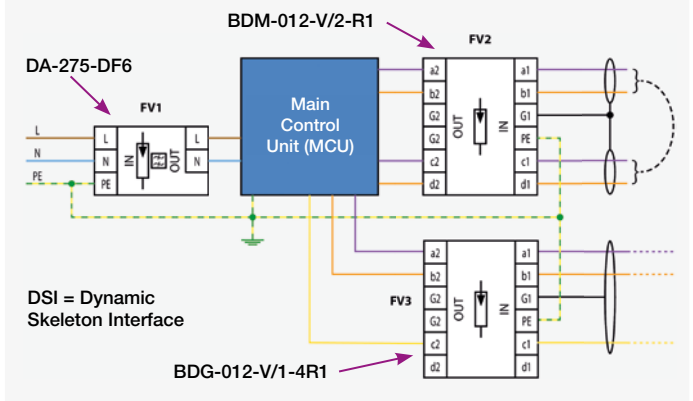 BDM-012-V/2-R1
FV2
DA-275-DF6
FV1
L
N
PE
L
N
PE
IN
OUT
L
N
Main
Control
Unit (MCU)
a2
b2
G2
G2
c2
d2
OUT
IN
a1
b1
G1
PE
c1
d1
DSI = Dynamic
Skeleton Interface
FV3
a2
b2
G2
G2
c2
d2
OUT
IN
a1
b1
G1
PE
c1
d1
BDG-012-V/1-4R1